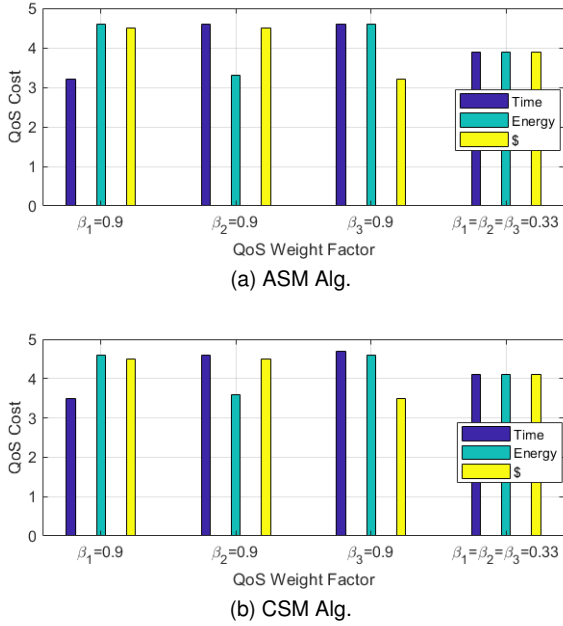 5
4
3
2
1
0
QoS Cost
Time
Energy
$
β1=0.9
β2=0.9
β3=0.9
β1=β2=β3=0.33
QoS Weight Factor
(a) ASM Alg.
5
4
3
2
1
0
QoS Cost
Time
Energy
$
β1=0.9
β2=0.9
β3=0.9
β1=β2=β3=0.33
QoS Weight Factor
(b) CSM Alg.